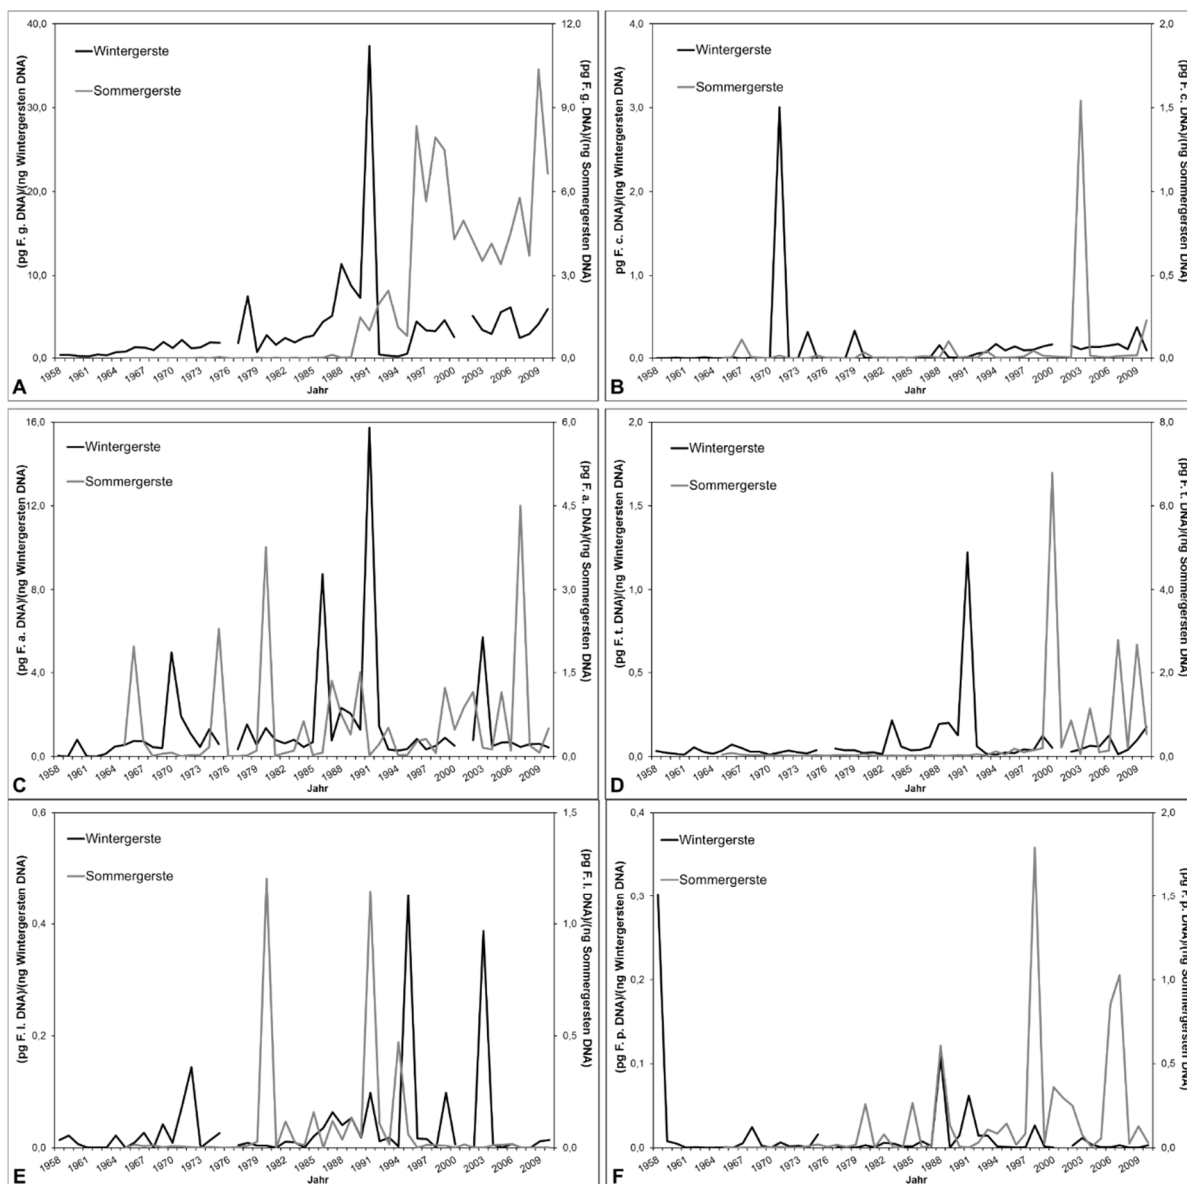 40,0
30,0
20,0
10,0
0,0
12,0
9,0
6,0
3,0
0,0
Wintergerste
Sommergerste
(pg F. g. DNA)/(ng Wintergersten DNA)
(pg F. g. DNA)/(ng Sommergersten DNA)
1958 1961 1964 1967 1970 1973 1976 1979 1982 1985 1988 1991 1994 1997 2000 2003 2006 2009
Jahr
A
4,0
3,0
2,0
1,0
0,0
2,0
1,5
1,0
0,5
0,0
Wintergerste
Sommergerste
pg F. c. DNA)/(ng Wintergersten DNA)
(pg F. c. DNA)/(ng Sommergersten DNA)
1958 1961 1964 1967 1970 1973 1976 1979 1982 1985 1988 1991 1994 1997 2000 2003 2006 2009
Jahr
B
16,0
12,0
8,0
4,0
0,0
6,0
4,5
3,0
1,5
0,0
Wintergerste
Sommergerste
(pg F. a. DNA)/(ng Wintergersten DNA)
(pg F. a. DNA)/(ng Sommergersten DNA)
1958 1961 1964 1967 1970 1973 1976 1979 1982 1985 1988 1991 1994 1997 2000 2003 2006 2009
Jahr
C
2,0
1,5
1,0
0,5
0,0
8,0
6,0
4,0
2,0
0,0
Wintergerste
Sommergerste
(pg F. t. DNA)/(ng Wintergersten DNA)
(pg F. t. DNA)/(ng Sommergersten DNA)
1958 1961 1964 1967 1970 1973 1976 1979 1982 1985 1988 1991 1994 1997 2000 2003 2006 2009
Jahr
D
0,6
0,4
0,2
0,0
1,5
1,0
0,5
0,0
Wintergerste
Sommergerste
(pg F. l. DNA)/(ng Wintergersten DNA)
(pg F. l. DNA)/(ng Sommergersten DNA)
1958 1961 1964 1967 1970 1973 1976 1979 1982 1985 1988 1991 1994 1997 2000 2003 2006 2009
Jahr
E
0,4
0,3
0,2
0,1
0,0
2,0
1,5
1,0
0,5
0,0
Wintergerste
Sommergerste
(pg F. p. DNA)/(ng Wintergersten DNA)
(pg F. p. DNA)/(ng Sommergersten DNA)
1958 1961 1964 1967 1970 1973 1976 1979 1982 1985 1988 1991 1994 1997 2000 2003 2006 2009
Jahr
F